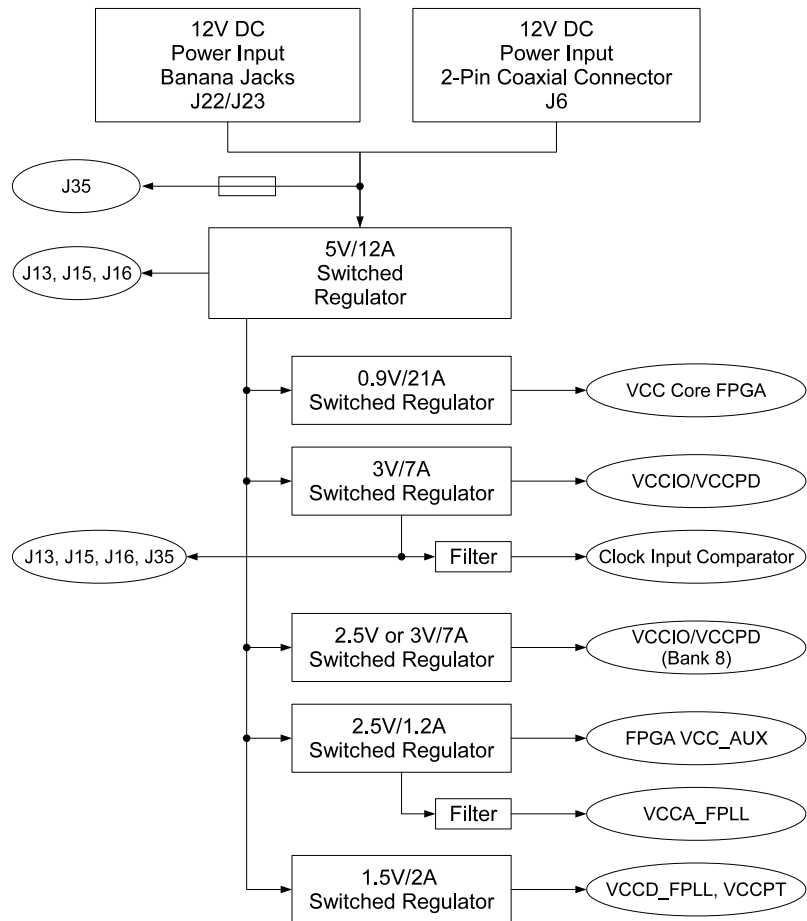 12V DC
Power Input
Banana Jacks
J22/J23
12V DC
Power Input
2-Pin Coaxial Connector
J6
J35
5V/12A
Switched
Regulator
J13, J15, J16
0.9V/21A
Switched Regulator
VCC Core FPGA
3V/7A
Switched Regulator
VCCIO/VCCPD
J13, J15, J16, J35
Filter
Clock Input Comparator
2.5V or 3V/7A
Switched Regulator
VCCIO/VCCPD
(Bank 8)
2.5V/1.2A
Switched Regulator
FPGA VCC_AUX
Filter
VCCA_FPLL
1.5V/2A
Switched Regulator
VCCD_FPLL, VCCPT